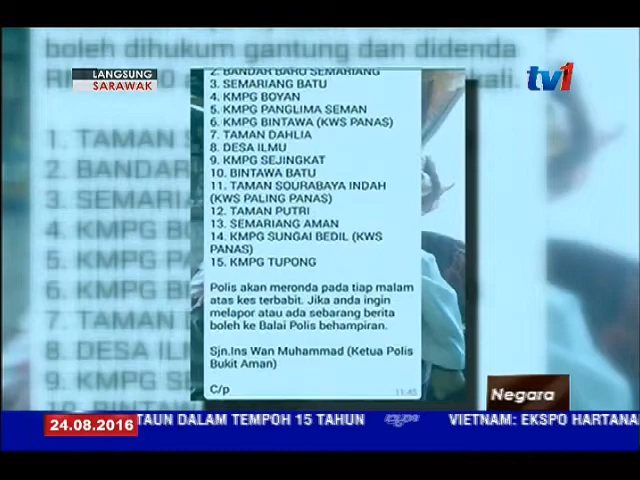 boleh dihukum gantung dan didenda
LANGSUNG
SARAWAK
tv1
kali.
1. TAMAN
2. BANDAR
3.
4. KMPG
5. KMPG
6. KMPG
7. TAMAN
8. DESA
9. KMPG
2. BANDAR BARU SEMARIANG
3. SEMARIANG BATU
4. KMPG BOYAN
5. KMPG PANGLIMA SEMAN
6. KMPG BINTAWA (KWS PANAS)
7. TAMAN DAHLIA
8. DESA ILMU
9. KMPG SEJINGKAT
10. BINTAWA BATU
11. TAMAN SOURABAYA INDAH
(KWS PALING PANAS)
12. TAMAN PUTRI
13. SEMARIANG AMAN
14. KMPG SUNGAI BEDIL (KWS
PANAS)
15. KMPG TUPONG
Polis akan meronda pada tiap malam
atas kes terbabit. Jika anda ingin
melapor atau ada sebarang berita
boleh ke Balai Polis behampiran.
Sjn.Ins Wan Muhammad (Ketua Polis
Bukit Aman)
C/p
11:45
Negara
24.08.2016
TAUN DALAM TEMPOH 15 TAHUN
VIETNAM: EKSPO HARTANA